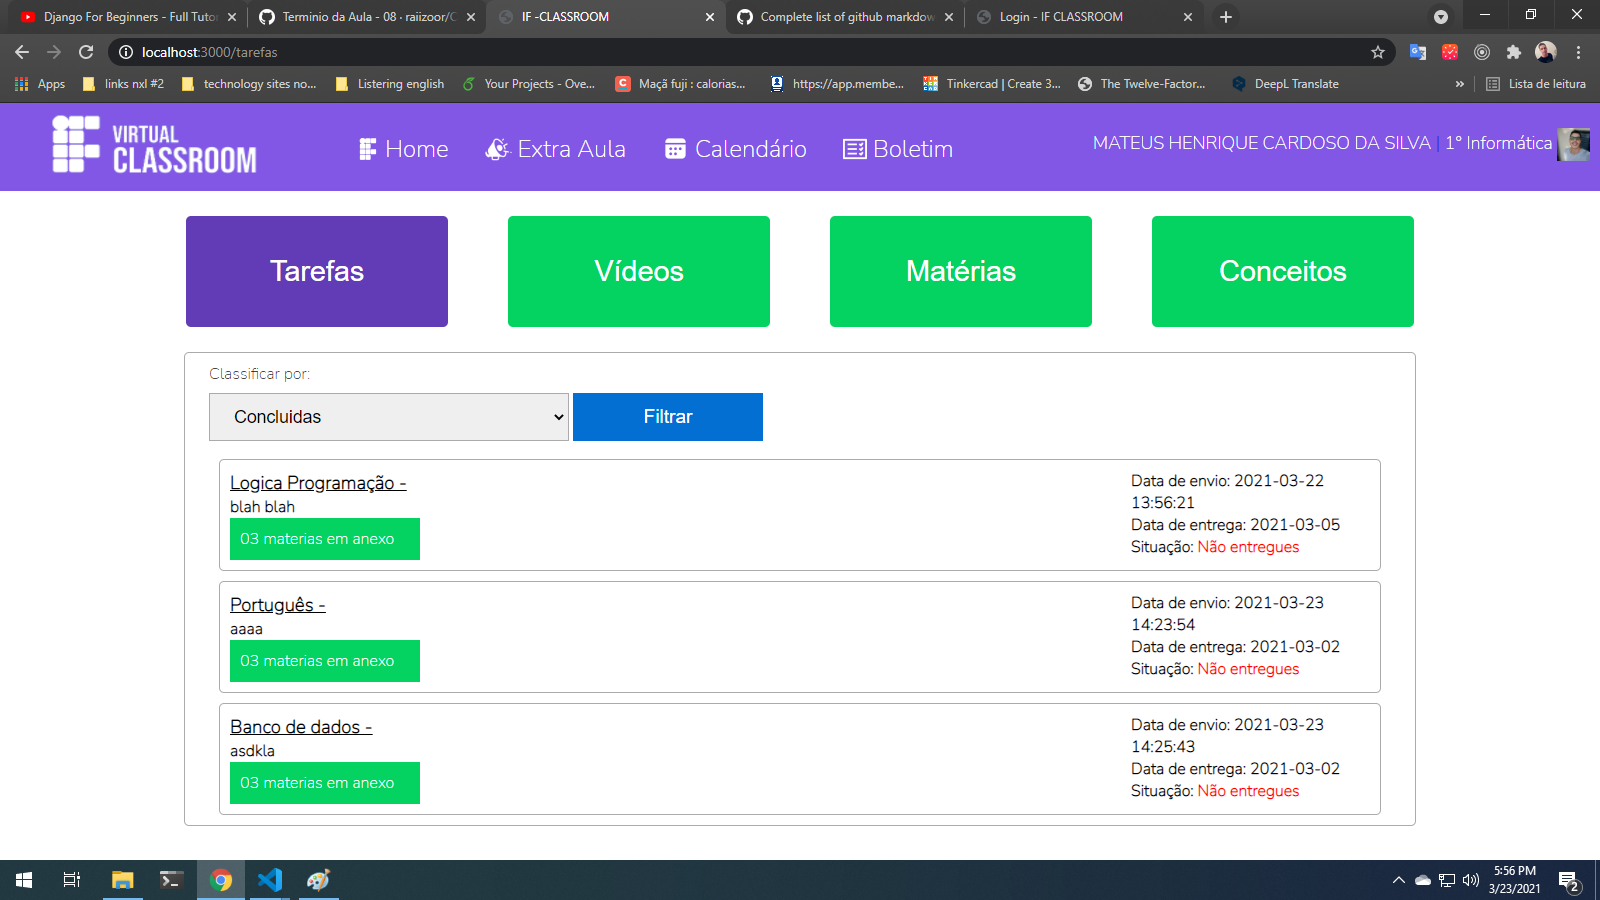 Django For Beginners - Full Tuto
Terminio da Aula - 08 · raiizoor/C
IF -CLASSROOM
Complete list of github markdow
Login - IF CLASSROOM
localhost:3000/tarefas
Apps
links nxl #2
technology sites no...
Listering english
Your Projects - Ove...
Maçã fuji : calorias...
https://app.membe...
Tinkercad | Create 3...
The Twelve-Factor...
DeepL Translate
»
Lista de leitura
VIRTUAL
CLASSROOM
Home
Extra Aula
Calendário
Boletim
MATEUS HENRIQUE CARDOSO DA SILVA | 1° Informática
Tarefas
Vídeos
Matérias
Conceitos
Classificar por:
Concluidas
Filtrar
Logica Programação -
blah blah
03 materias em anexo
Data de envio: 2021-03-22
13:56:21
Data de entrega: 2021-03-05
Situação: Não entregues
Português -
aaaa
03 materias em anexo
Data de envio: 2021-03-23
14:23:54
Data de entrega: 2021-03-02
Situação: Não entregues
Banco de dados -
asdkla
03 materias em anexo
Data de envio: 2021-03-23
14:25:43
Data de entrega: 2021-03-02
Situação: Não entregues
5:56 PM
3/23/2021
2